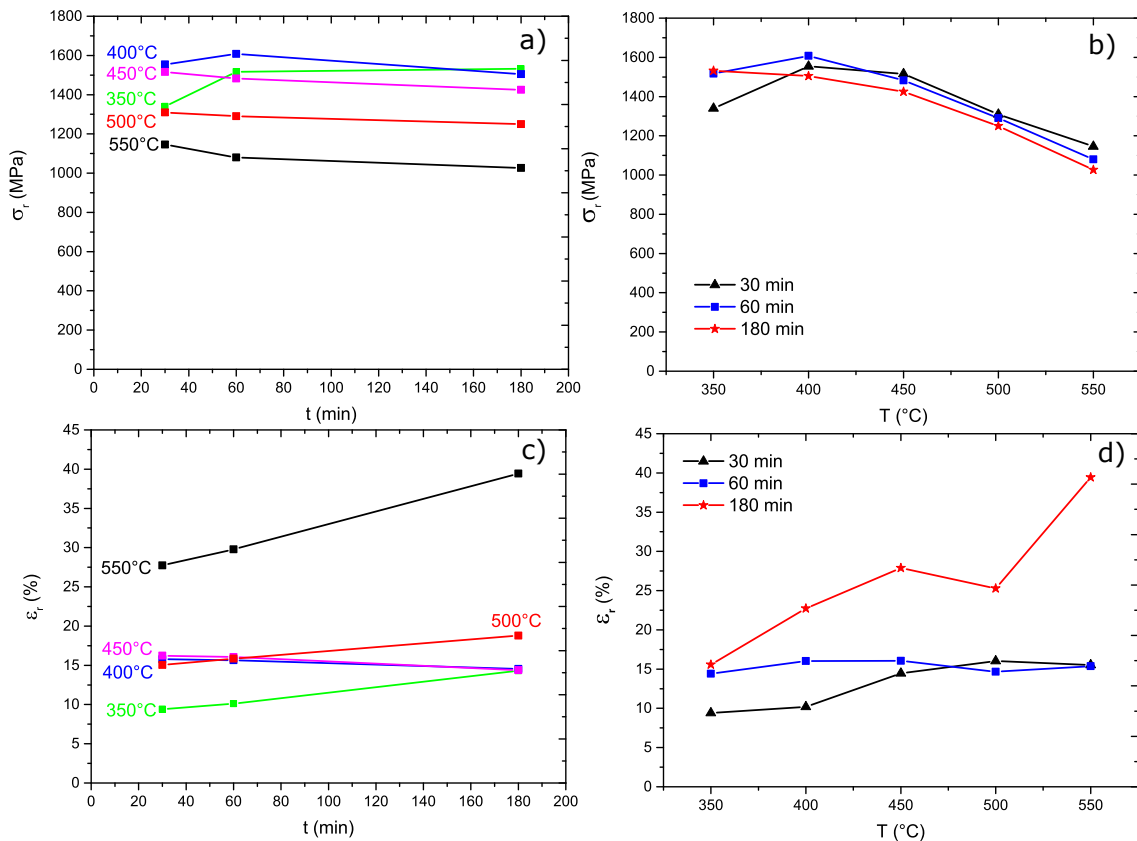 a)
1800
1600
1400
1200
1000
800
600
400
200
0
400°C
450°C
350°C
500°C
550°C
σr (MPa)
0 20 40 60 80 100 120 140 160 180 200
t (min)
b)
1800
1600
1400
1200
1000
800
600
400
200
0
σr (MPa)
30 min
60 min
180 min
350 400 450 500 550
T (°C)
c)
45
40
35
30
25
20
15
10
5
0
550°C
500°C
450°C
400°C
350°C
εr (%)
0 20 40 60 80 100 120 140 160 180 200
t (min)
d)
45
40
35
30
25
20
15
10
5
0
εr (%)
30 min
60 min
180 min
350 400 450 500 550
T (°C)